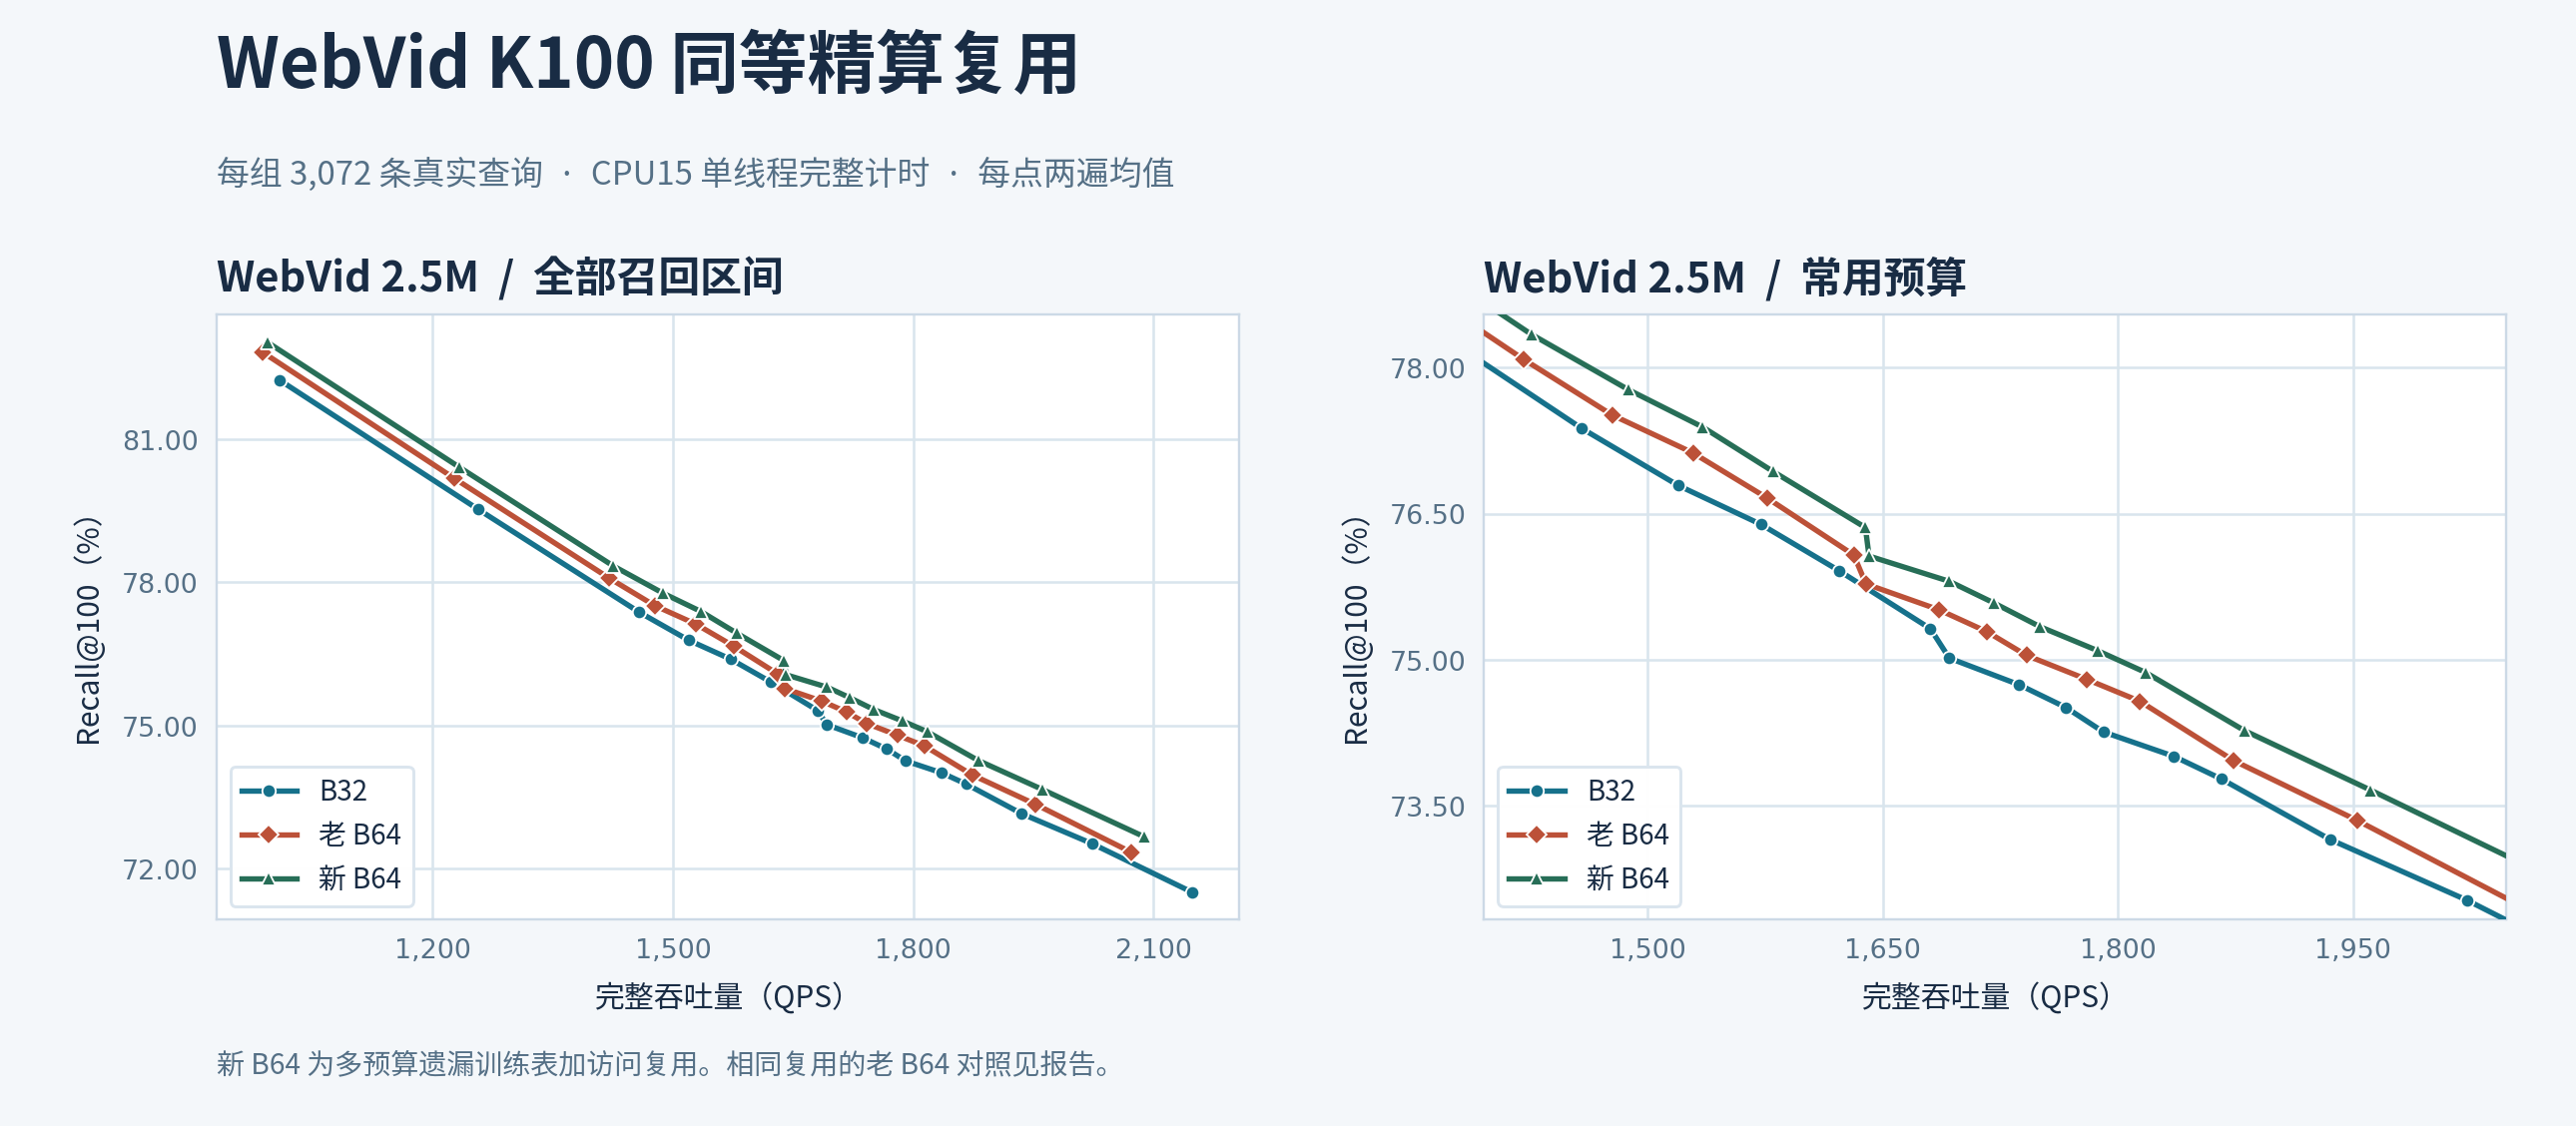 WebVid K100 同等精算复用
每组 3,072 条真实查询 · CPU15 单线程完整计时 · 每点两遍均值
WebVid 2.5M / 全部召回区间
Recall@100（%）
81.00
78.00
75.00
72.00
B32
老 B64
新 B64
1,200
1,500
1,800
2,100
完整吞吐量（QPS）
WebVid 2.5M / 常用预算
Recall@100（%）
78.00
76.50
75.00
73.50
B32
老 B64
新 B64
1,500
1,650
1,800
1,950
完整吞吐量（QPS）
新 B64 为多预算遗漏训练表加访问复用。相同复用的老 B64 对照见报告。